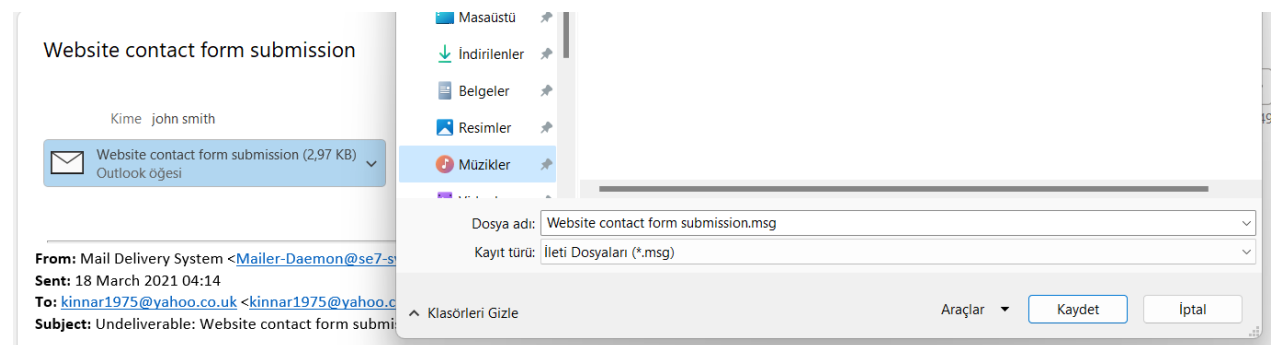 Website contact form submission
Kime john smith
Website contact form submission (2,97 KB)
Outlook öğesi
From: Mail Delivery System <Mailer-Daemon@se7-s
Sent: 18 March 2021 04:14
To: kinnar1975@yahoo.co.uk <kinnar1975@yahoo.c
Subject: Undeliverable: Website contact form submi
Masaüstü
İndirilenler
Belgeler
Resimler
Müzikler
Dosya adı: Website contact form submission.msg
Kayıt türü: İleti Dosyaları (*.msg)
Klasörleri Gizle
Araçlar
Kaydet
İptal